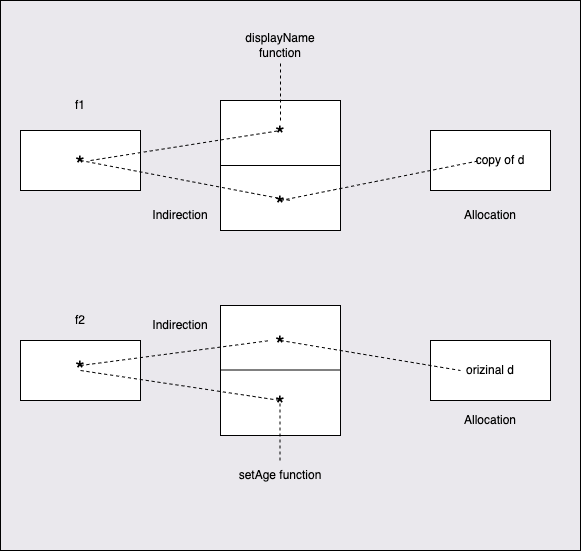 displayName
function
f1
*
*
copy of d
*
Indirection
Allocation
f2
Indirection
*
*
orizinal d
*
Allocation
setAge function